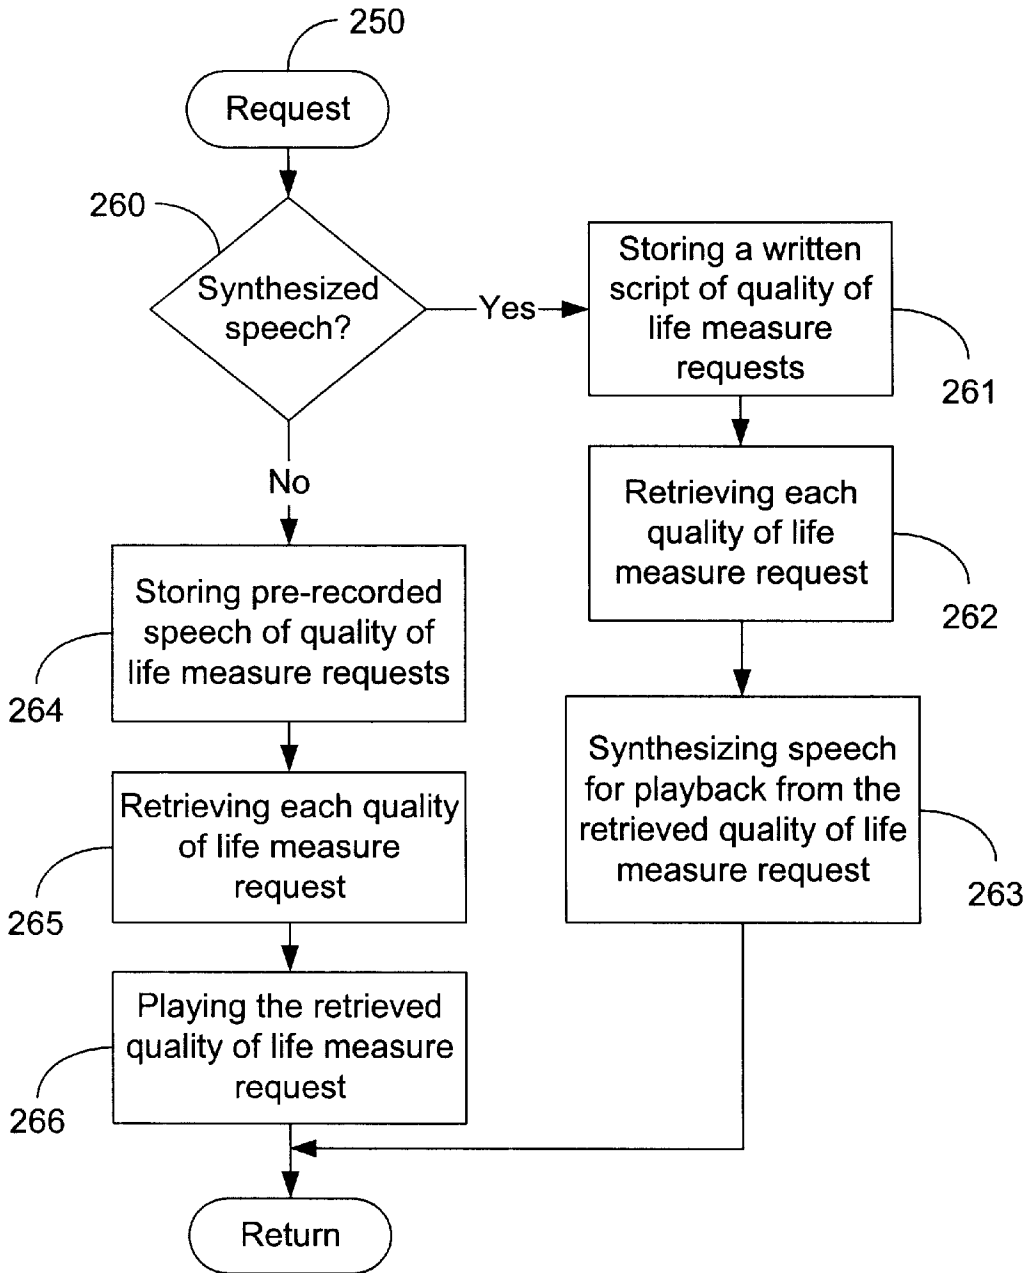 250
Request
260
Synthesized
speech?
Yes
Storing a written
script of quality of
life measure
requests
261
Retrieving each
quality of life
measure request
262
Synthesizing speech
for playback from the
retrieved quality of life
measure request
263
No
Storing pre-recorded
speech of quality of
life measure requests
264
Retrieving each quality
of life measure
request
265
Playing the retrieved
quality of life measure
request
266
Return